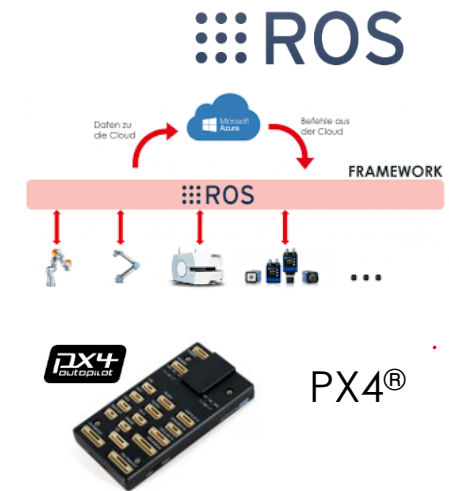 ROS
Daten zu
die Cloud
Microsoft
Azure
Befehle aus
der Cloud
FRAMEWORK
ROS
px4
autopilot
PX4®